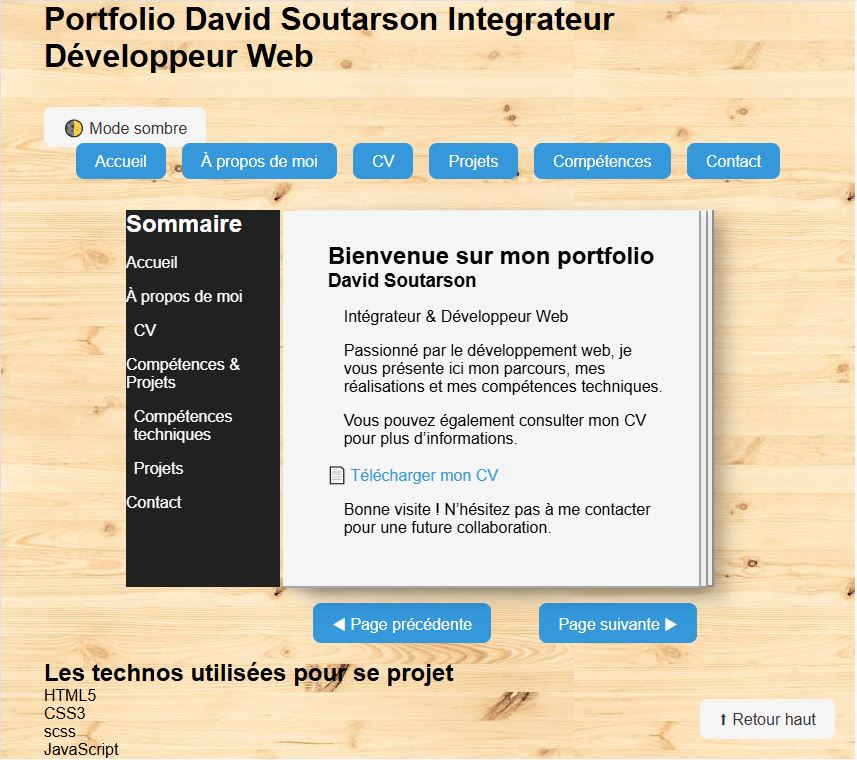 Portfolio David Soutarson Integrateur
Développeur Web
🌓 Mode sombre
Accueil À propos de moi CV Projets Compétences Contact
Sommaire
Accueil
À propos de moi
CV
Compétences &
Projets
Compétences
techniques
Projets
Contact
Bienvenue sur mon portfolio
David Soutarson
Intégrateur & Développeur Web
Passionné par le développement web, je
vous présente ici mon parcours, mes
réalisations et mes compétences techniques.
Vous pouvez également consulter mon CV
pour plus d’informations.
📄 Télécharger mon CV
Bonne visite ! N’hésitez pas à me contacter
pour une future collaboration.
◀ Page précédente Page suivante ▶
Les technos utilisées pour se projet
HTML5
CSS3
scss
JavaScript
⬆ Retour haut